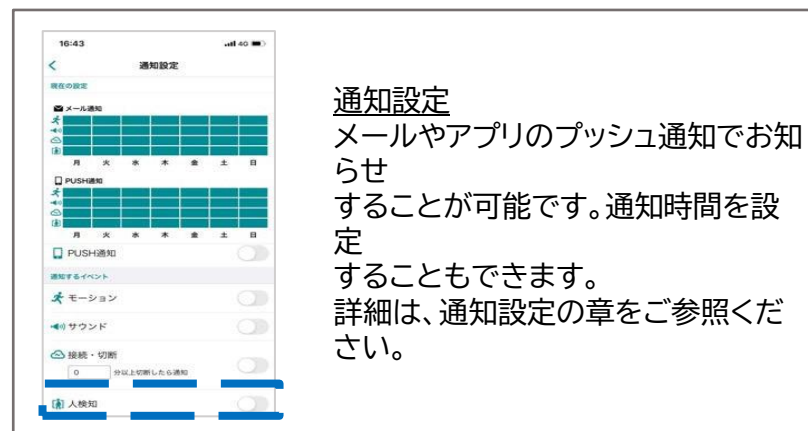 16:43
4G
通知設定
現在の設定
メール通知
月 火 水 木 金 土 日
PUSH通知
月 火 水 木 金 土 日
PUSH通知
通知するイベント
モーション
サウンド
接続・切断
0 分以上切断したら通知
人検知
通知設定
メールやアプリのプッシュ通知でお知
らせ
することが可能です。通知時間を設
定
することもできます。
詳細は、通知設定の章をご参照くだ
さい。